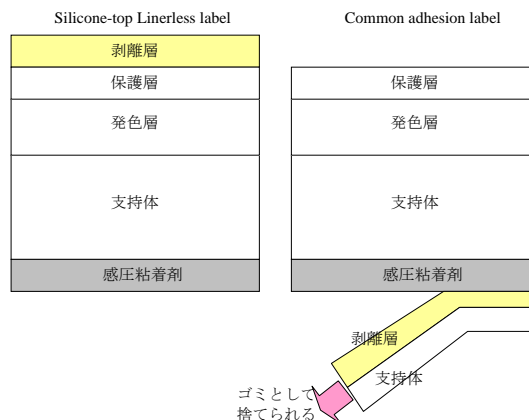 Silicone-top Linerless label
剥離層
保護層
発色層
支持体
感圧粘着剤
Common adhesion label
保護層
発色層
支持体
感圧粘着剤
剥離層
支持体
ゴミとして
捨てられる